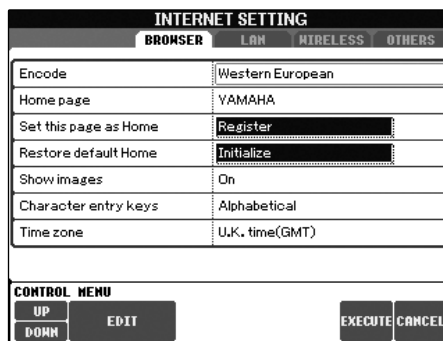 INTERNET SETTING
BROWSER LAN WIRELESS OTHERS
Encode Western European
Home page YAMAHA
Set this page as Home Register
Restore default Home Initialize
Show images On
Character entry keys Alphabetical
Time zone U.K. time(GMT)
CONTROL MENU
UP
DOWN EDIT EXECUTE CANCEL